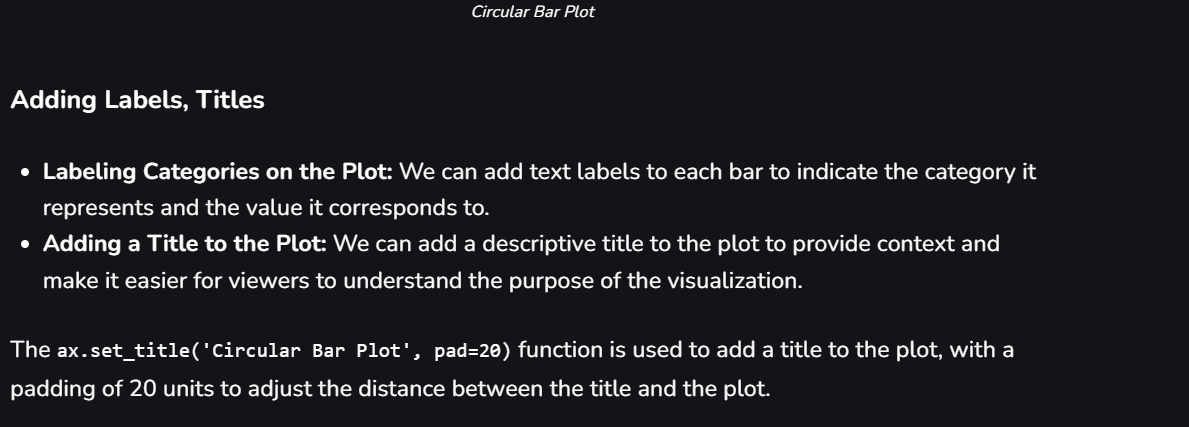 Circular Bar Plot
Adding Labels, Titles
Labeling Categories on the Plot: We can add text labels to each bar to indicate the category it
represents and the value it corresponds to.
Adding a Title to the Plot: We can add a descriptive title to the plot to provide context and
make it easier for viewers to understand the purpose of the visualization.
The ax.set_title('Circular Bar Plot', pad=20) function is used to add a title to the plot, with a
padding of 20 units to adjust the distance between the title and the plot.